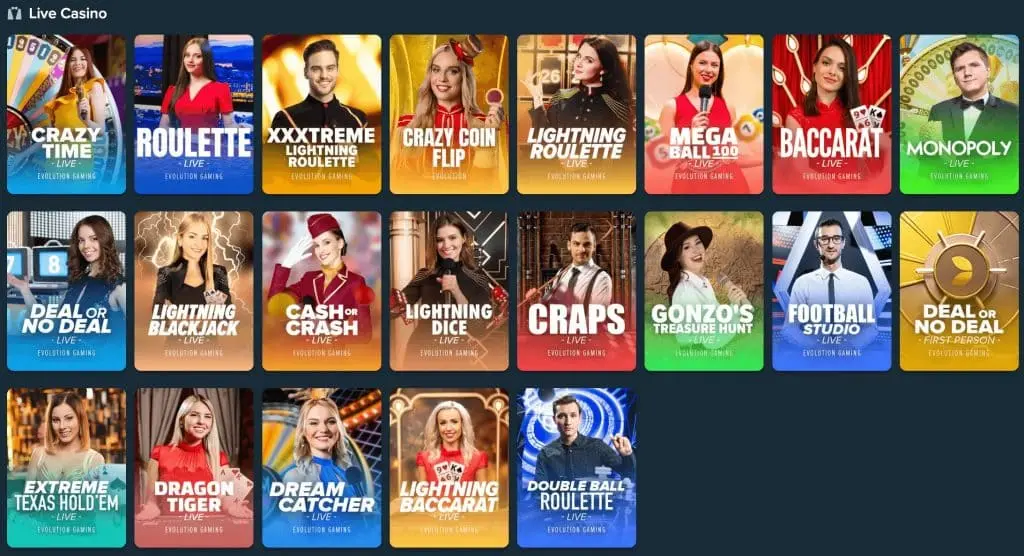 Live Casino
CRAZY
TIME
- LIVE -
EVOLUTION GAMING
ROULETTE
- LIVE -
EVOLUTION GAMING
XXXTREME
LIGHTNING
ROULETTE
EVOLUTION GAMING
CRAZY COIN
FLIP
EVOLUTION
26
LIGHTNING
ROULETTE
- LIVE -
EVOLUTION GAMING
MEGA
BALL 100
- LIVE -
EVOLUTION GAMING
BACCARAT
- LIVE -
EVOLUTION GAMING
MONOPOLY
- LIVE -
EVOLUTION GAMING
8
DEAL OR
NO DEAL
- LIVE -
EVOLUTION GAMING
LIGHTNING
BLACKJACK
- LIVE -
EVOLUTION GAMING
CASH OR
CRASH
- LIVE -
EVOLUTION GAMING
LIGHTNING
DICE
- LIVE -
EVOLUTION GAMING
CRAPS
- LIVE -
EVOLUTION GAMING
GONZO'S
TREASURE HUNT
- LIVE -
EVOLUTION GAMING
FOOTBALL
STUDIO
- LIVE -
EVOLUTION GAMING
DEAL OR
NO DEAL
- FIRST PERSON -
EVOLUTION GAMING
EXTREME
TEXAS HOLD'EM
- LIVE -
EVOLUTION GAMING
DRAGON
TIGER
- LIVE -
EVOLUTION GAMING
DREAM
CATCHER
- LIVE -
EVOLUTION GAMING
9 K K
LIGHTNING
BACCARAT
- LIVE -
EVOLUTION GAMING
DOUBLE BALL
ROULETTE
- LIVE -
EVOLUTION GAMING